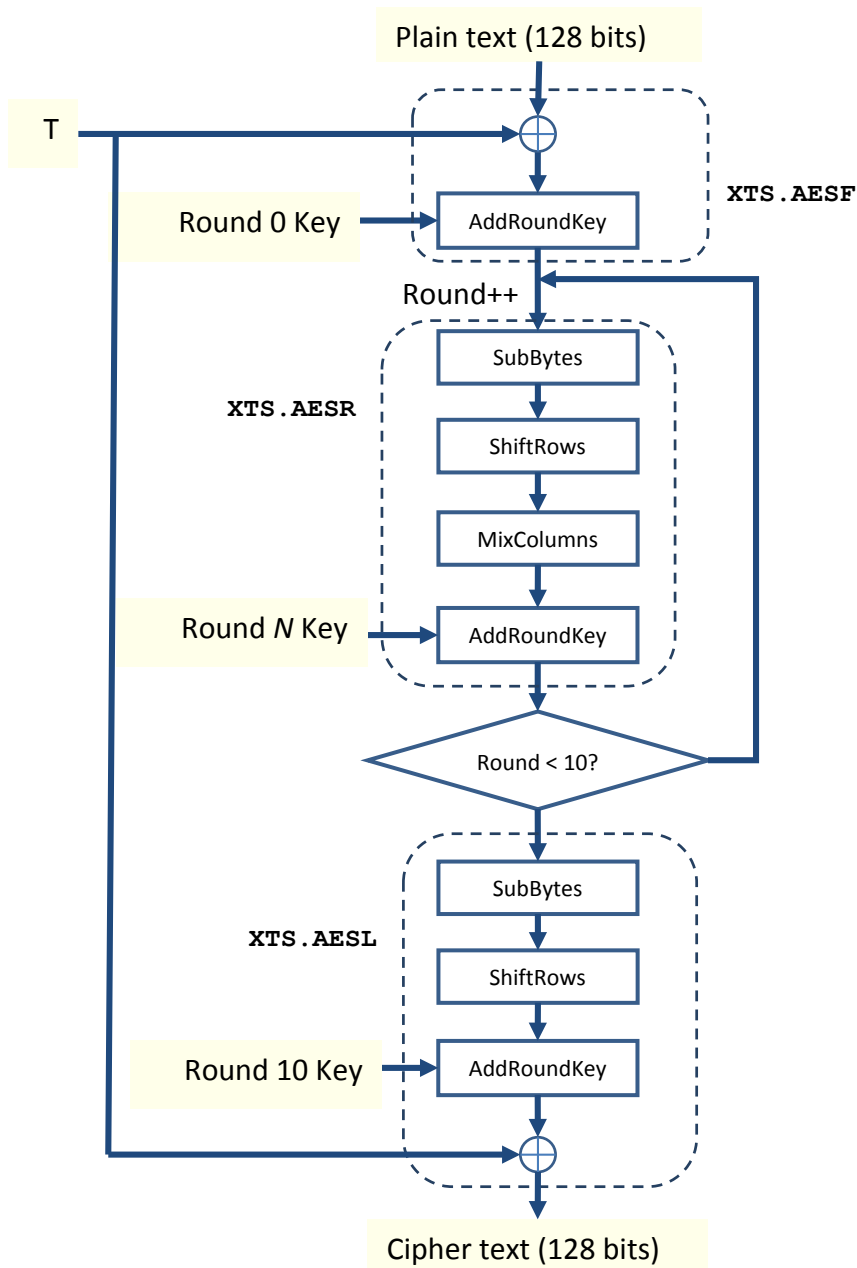 Plain text (128 bits)
T
XTS.AESF
Round 0 Key
AddRoundKey
Round++
SubBytes
XTS.AESR
ShiftRows
MixColumns
Round N Key
AddRoundKey
Round < 10?
SubBytes
XTS.AESL
ShiftRows
Round 10 Key
AddRoundKey
Cipher text (128 bits)